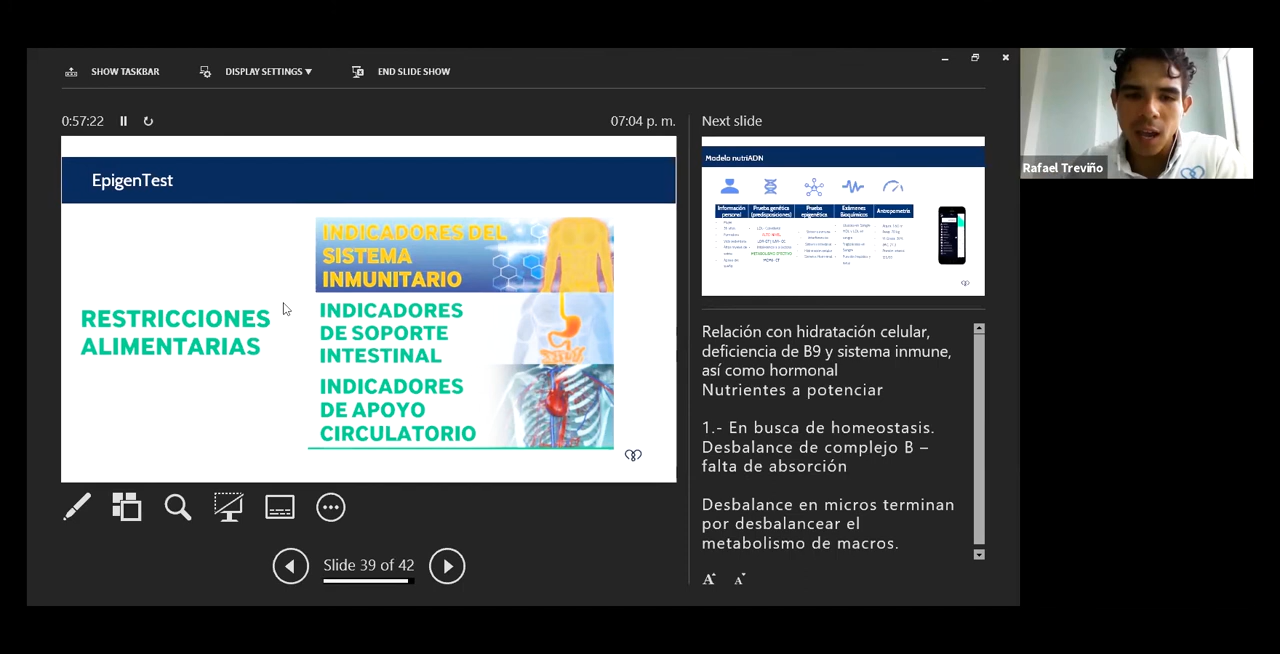 SHOW TASKBAR
DISPLAY SETTINGS ▼
END SLIDE SHOW
0:57:22
07:04 p. m.
EpigenTest
RESTRICCIONES
ALIMENTARIAS
INDICADORES DEL
SISTEMA
INMUNITARIO
INDICADORES
DE SOPORTE
INTESTINAL
INDICADORES
DE APOYO
CIRCULATORIO
Slide 39 of 42
Next slide
Modelo nutriADN
Información
personal
Prueba genética
(predisposiciones)
Prueba
epigenética
Exámenes
Bioquímicos
Antropometría
Relación con hidratación celular,
deficiencia de B9 y sistema inmune,
así como hormonal
Nutrientes a potenciar
1.- En busca de homeostasis.
Desbalance de complejo B –
falta de absorción
Desbalance en micros terminan
por desbalancear el
metabolismo de macros.
A
A
Rafael Treviño